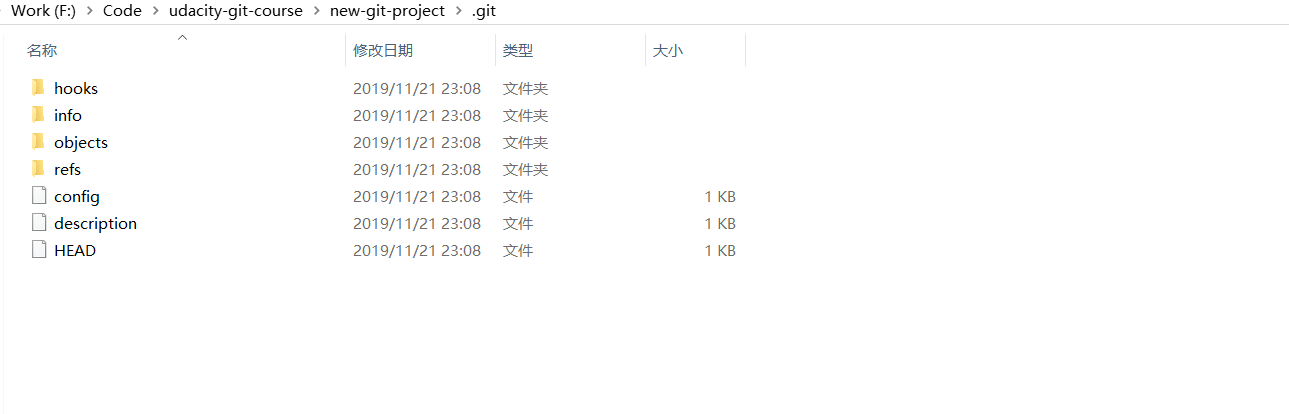 Work (F:) > Code > udacity-git-course > new-git-project > .git
名称 修改日期 类型 大小
hooks 2019/11/21 23:08 文件夹
info 2019/11/21 23:08 文件夹
objects 2019/11/21 23:08 文件夹
refs 2019/11/21 23:08 文件夹
config 2019/11/21 23:08 文件 1 KB
description 2019/11/21 23:08 文件 1 KB
HEAD 2019/11/21 23:08 文件 1 KB